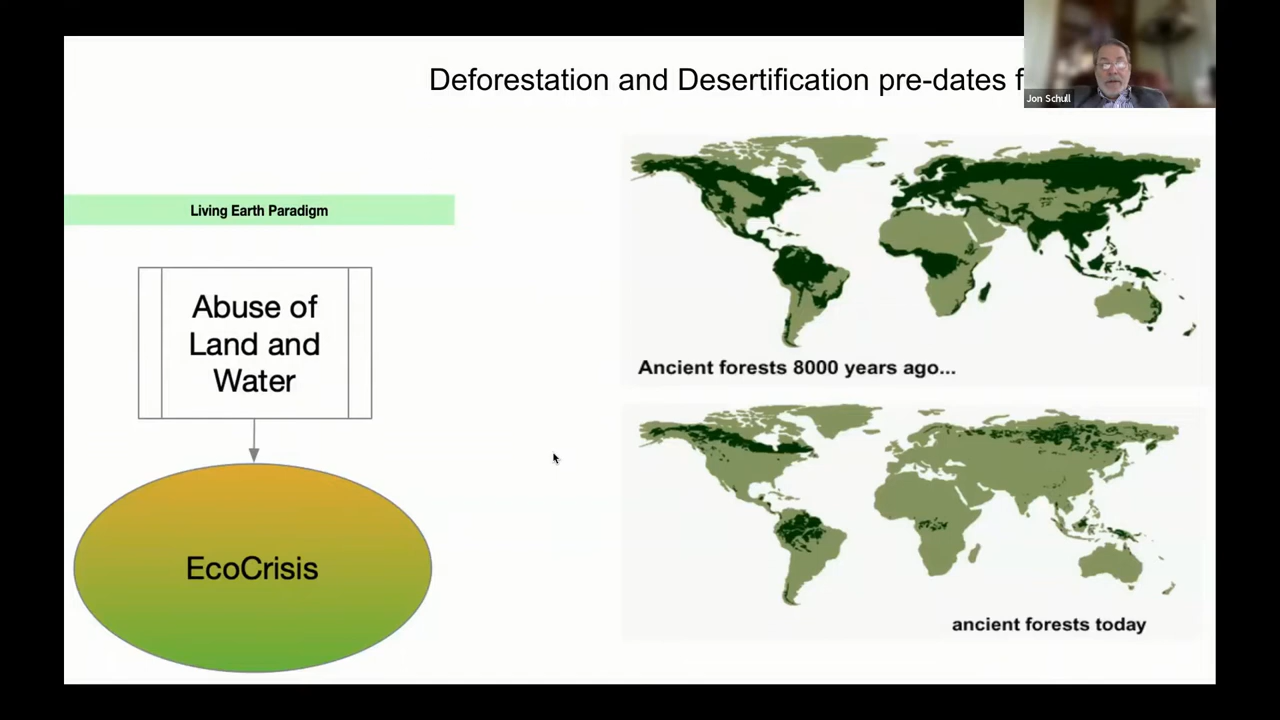 Deforestation and Desertification pre-dates f
Jon Schull
Living Earth Paradigm
Abuse of
Land and
Water
EcoCrisis
Ancient forests 8000 years ago...
ancient forests today